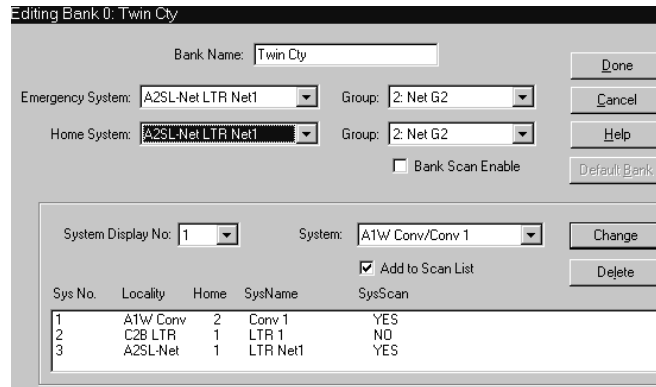 Editing Bank 0: Twin Cty
Bank Name: Twin Cty
Done
Emergency System: A2SL-Net LTR Net1 Group: 2: Net G2
Cancel
Home System: A2SL-Net LTR Net1 Group: 2: Net G2
Help
Bank Scan Enable
Default Bank
System Display No: 1 System: A1W Conv/Conv 1
Change
Add to Scan List
Delete
Sys No. Locality Home SysName SysScan
1 A1W Conv 2 Conv 1 YES
2 C2B LTR 1 LTR 1 NO
3 A2SL-Net 1 LTR Net1 YES